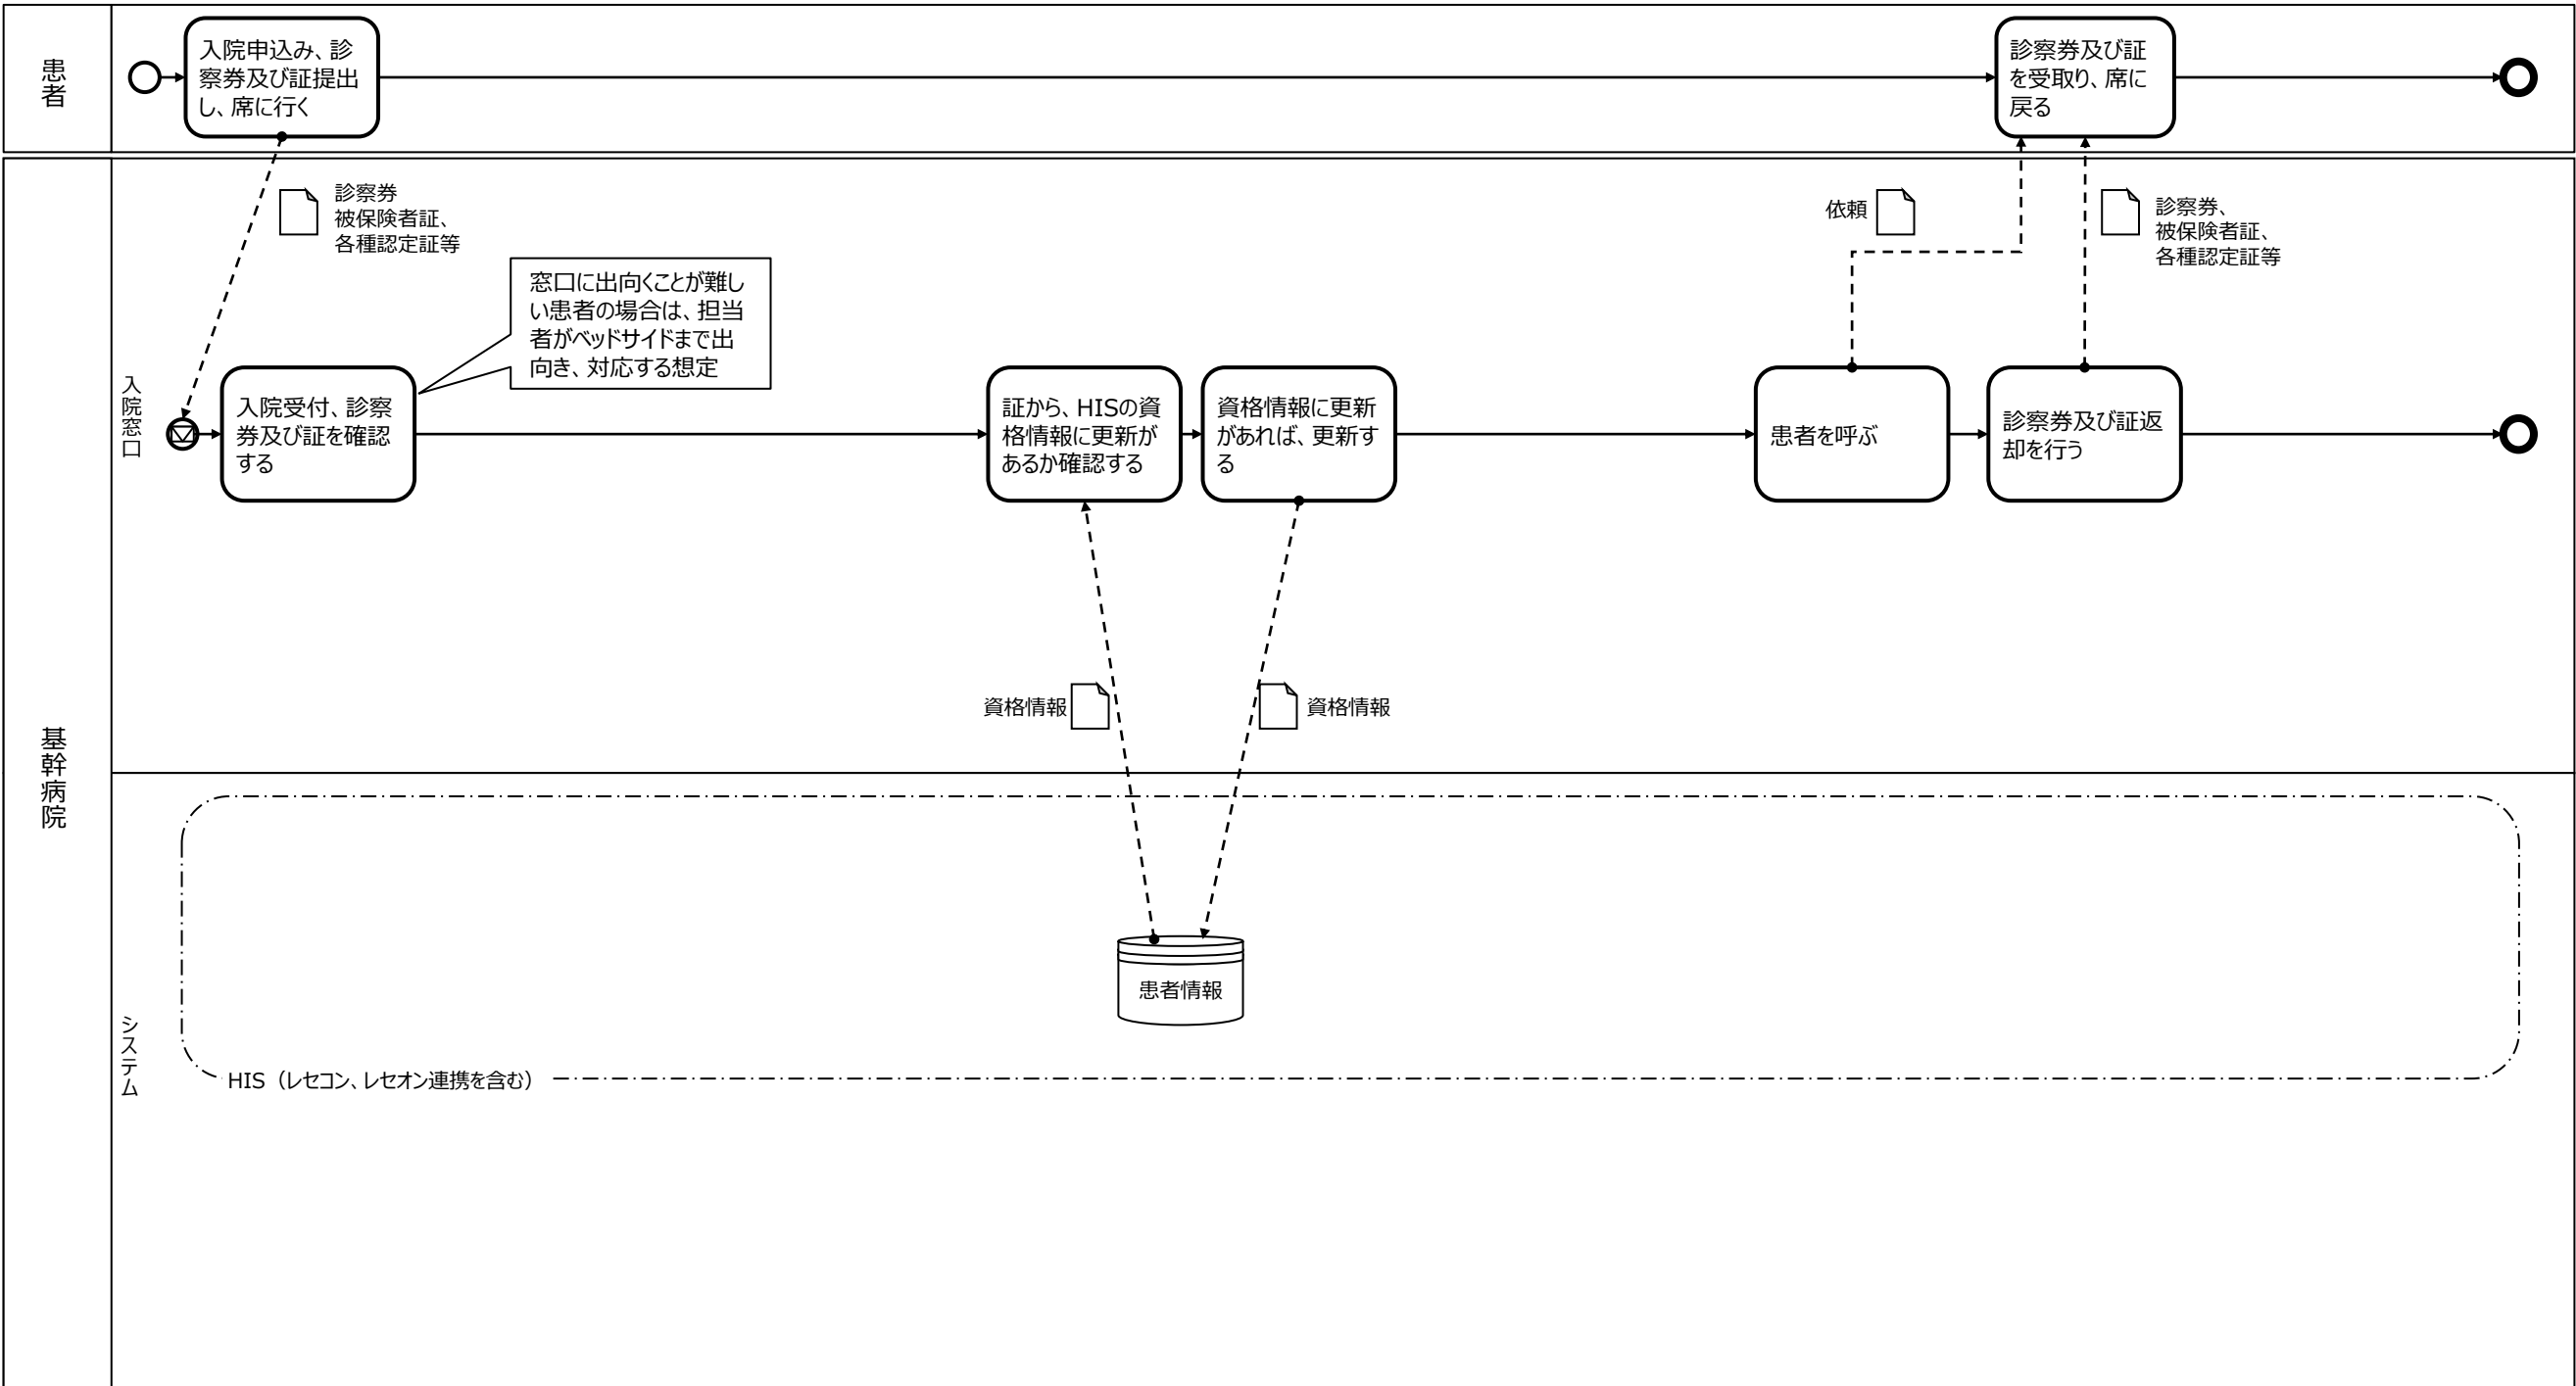 患者
入院申込み、診
察券及び証提出
し、席に行く
診察券及び証
を受取り、席に
戻る
診察券
被保険者証、
各種認定証等
依頼
診察券、
被保険者証、
各種認定証等
窓口に出向くことが難し
い患者の場合は、担当
者がベッドサイドまで出
向き、対応する想定
基幹病院
入院窓口
入院受付、診察
券及び証を確認
する
証から、HISの資
格情報に更新が
あるか確認する
資格情報に更新
があれば、更新す
る
患者を呼ぶ
診察券及び証返
却を行う
資格情報
資格情報
システム
患者情報
HIS（レセコン、レセオン連携を含む）